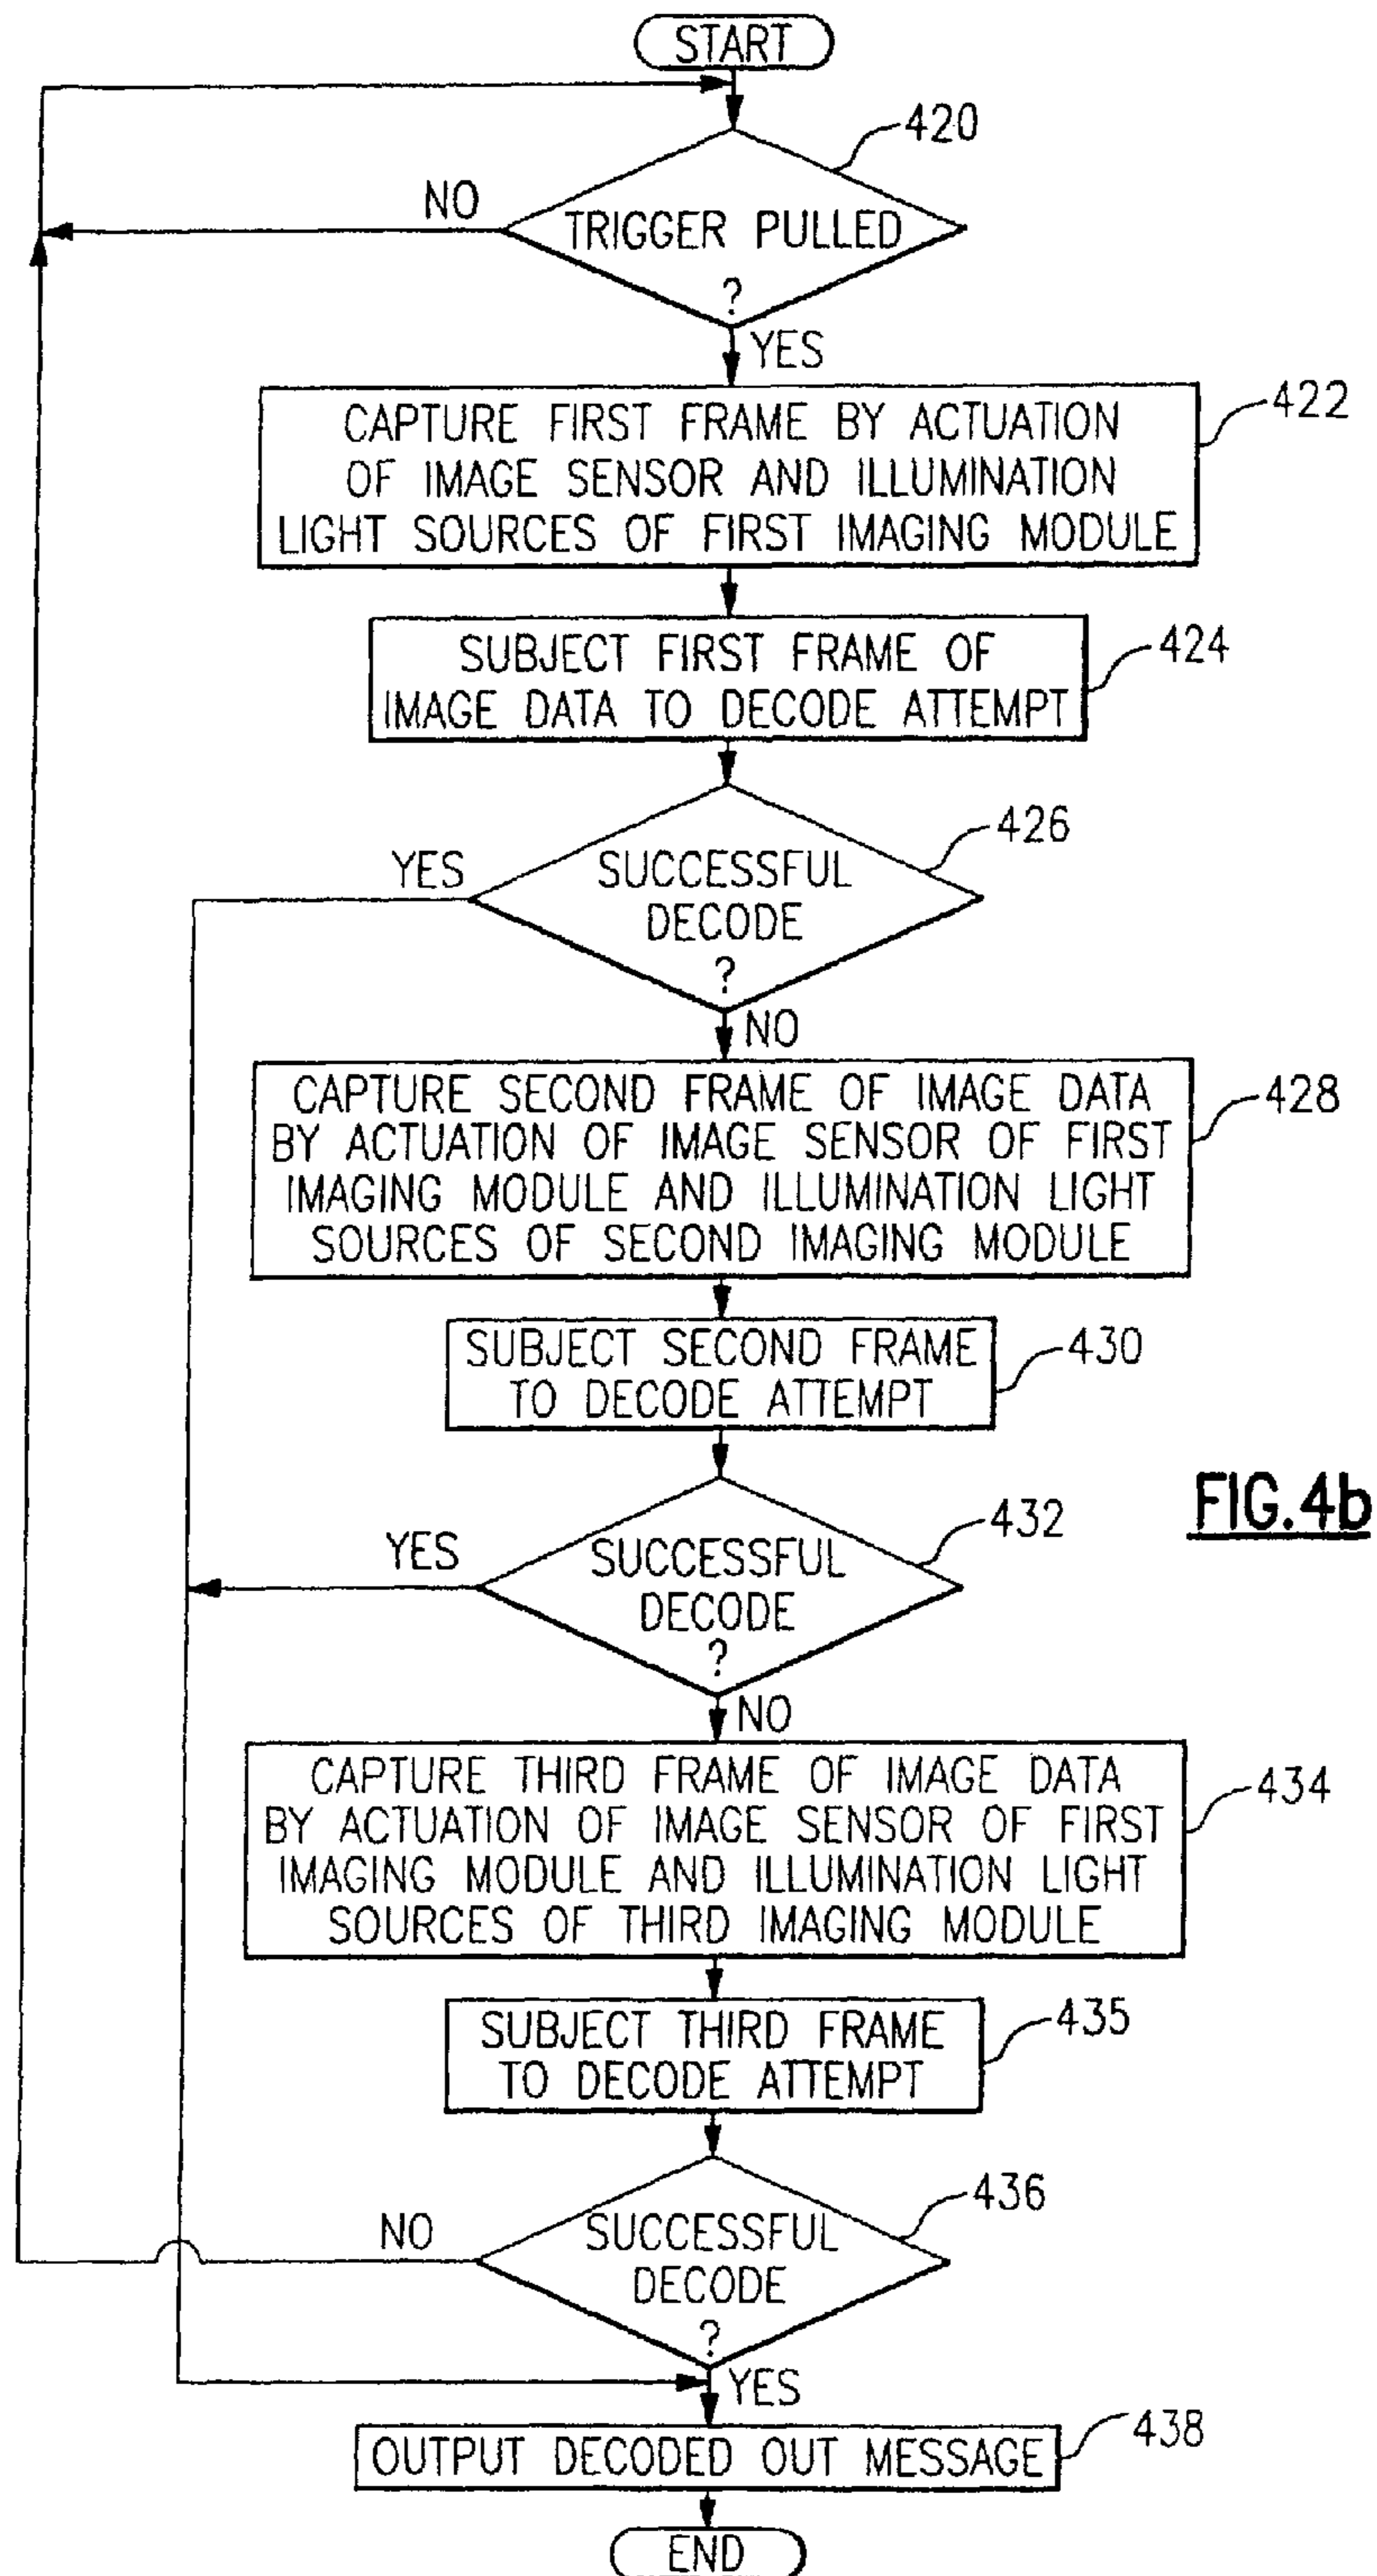 START
420
NO
TRIGGER PULLED
?
YES
422
CAPTURE FIRST FRAME BY ACTUATION
OF IMAGE SENSOR AND ILLUMINATION
LIGHT SOURCES OF FIRST IMAGING MODULE
424
SUBJECT FIRST FRAME OF
IMAGE DATA TO DECODE ATTEMPT
426
YES
SUCCESSFUL
DECODE
?
NO
428
CAPTURE SECOND FRAME OF IMAGE DATA
BY ACTUATION OF IMAGE SENSOR OF FIRST
IMAGING MODULE AND ILLUMINATION LIGHT
SOURCES OF SECOND IMAGING MODULE
430
SUBJECT SECOND FRAME
TO DECODE ATTEMPT
FIG.4b
432
YES
SUCCESSFUL
DECODE
?
NO
434
CAPTURE THIRD FRAME OF IMAGE DATA
BY ACTUATION OF IMAGE SENSOR OF FIRST
IMAGING MODULE AND ILLUMINATION LIGHT
SOURCES OF THIRD IMAGING MODULE
435
SUBJECT THIRD FRAME
TO DECODE ATTEMPT
436
NO
SUCCESSFUL
DECODE
?
YES
438
OUTPUT DECODED OUT MESSAGE
END